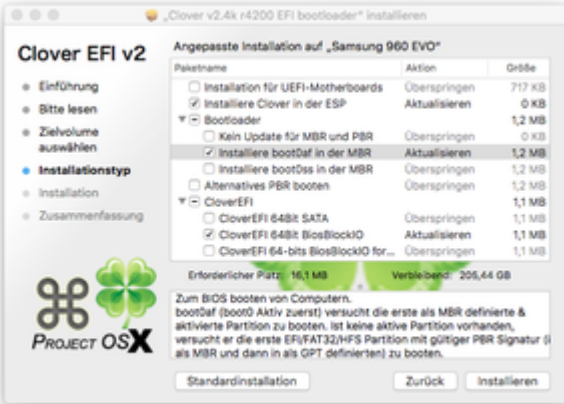 „Clover v2.4k r4200 EFI bootloader“ installieren
Clover EFI v2
Angepasste Installation auf „Samsung 960 EVO“
Paketname Aktion Größe
Installation für UEFI-Motherboards Überspringen 717 KB
Installiere Clover in der ESP Aktualisieren 0 KB
Bootloader 1,2 MB
Kein Update für MBR und PBR Überspringen 0 KB
Installiere boot0af in der MBR Aktualisieren 1,2 MB
Installiere boot0ss in der MBR Überspringen 1,2 MB
Alternatives PBR booten Überspringen 1,2 MB
CloverEFI 1,1 MB
CloverEFI 64Bit SATA Überspringen 1,1 MB
CloverEFI 64Bit BiosBlockIO Aktualisieren 1,1 MB
CloverEFI 64-bits BiosBlockIO for... Überspringen 1,1 MB
Einführung
Bitte lesen
Zielvolume
auswählen
Installationstyp
Installation
Zusammenfassung
PROJECT OSX
Erforderlicher Platz: 16,1 MB Verbleibend: 205,44 GB
Zum BIOS booten von Computern.
boot0af (boot0 Aktiv zuerst) versucht die erste als MBR definierte &
aktivierte Partition zu booten. Ist keine aktive Partition vorhanden,
versucht er die erste EFI/FAT32/HFS Partition mit gültiger PBR Signatur (i
als MBR und dann in als GPT definierten) zu booten.
Standardinstallation Zurück Installieren